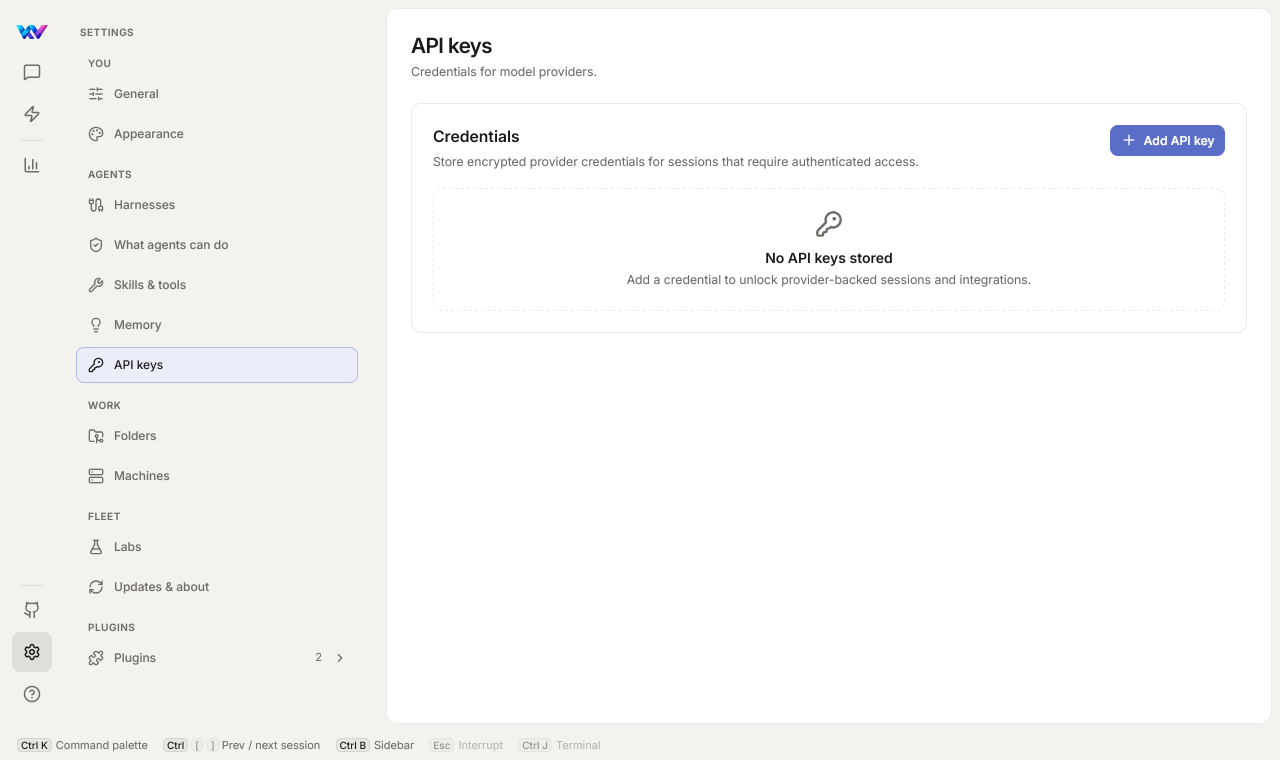 SETTINGS
YOU
General
Appearance
AGENTS
Harnesses
What agents can do
Skills & tools
Memory
API keys
WORK
Folders
Machines
FLEET
Labs
Updates & about
PLUGINS
Plugins 2
API keys
Credentials for model providers.
Credentials
Store encrypted provider credentials for sessions that require authenticated access.
Add API key
No API keys stored
Add a credential to unlock provider-backed sessions and integrations.
Ctrl K Command palette · Ctrl [ ] Prev / next session · Ctrl B Sidebar · Esc Interrupt · Ctrl J Terminal